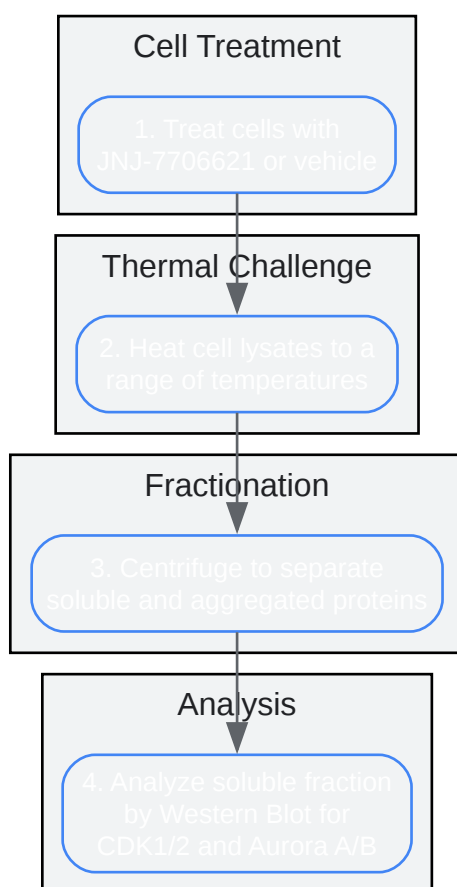 Cell Treatment
1. Treat cells with
JNJ-7706621 or vehicle
Thermal Challenge
2. Heat cell lysates to a
range of temperatures
Fractionation
3. Centrifuge to separate
soluble and aggregated proteins
Analysis
4. Analyze soluble fraction
by Western Blot for
CDK1/2 and Aurora A/B